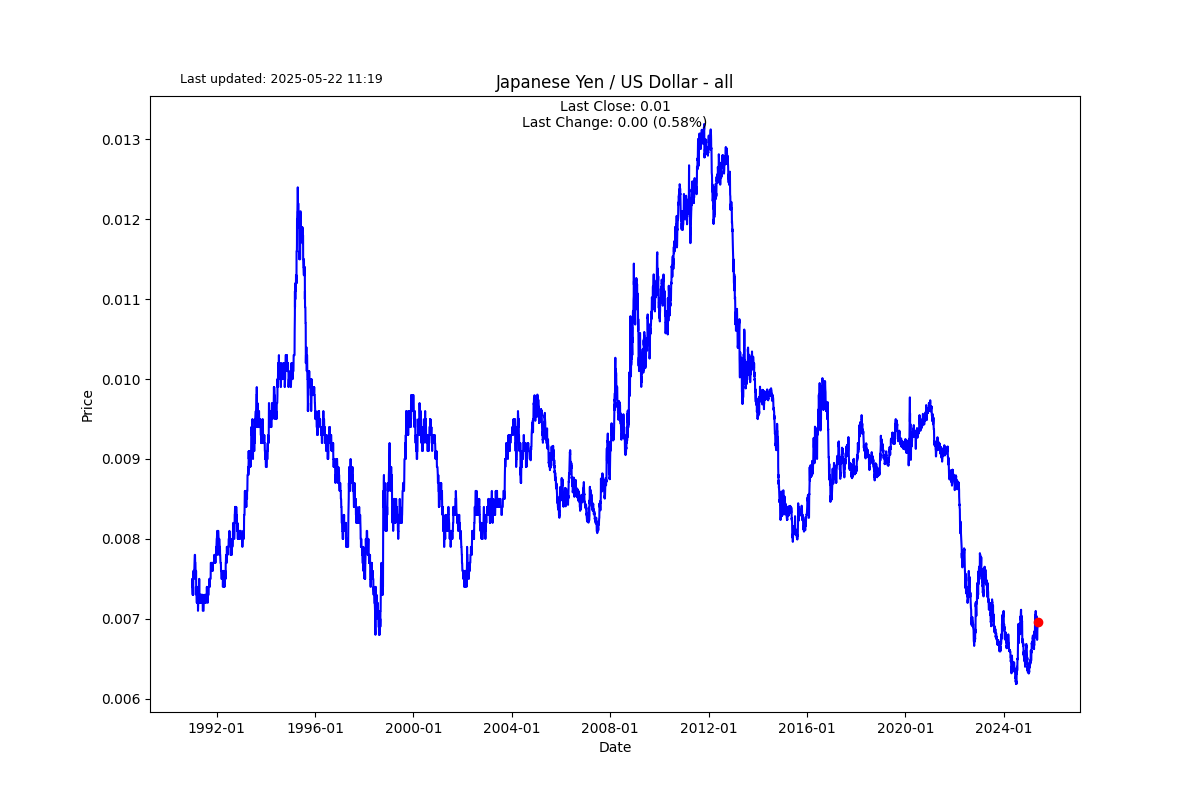 Last updated: 2025-05-22 11:19
Japanese Yen / US Dollar - all
Last Close: 0.01
Last Change: 0.00 (0.58%)
Price
0.013
0.012
0.011
0.010
0.009
0.008
0.007
0.006
1992-01 1996-01 2000-01 2004-01 2008-01 2012-01 2016-01 2020-01 2024-01
Date